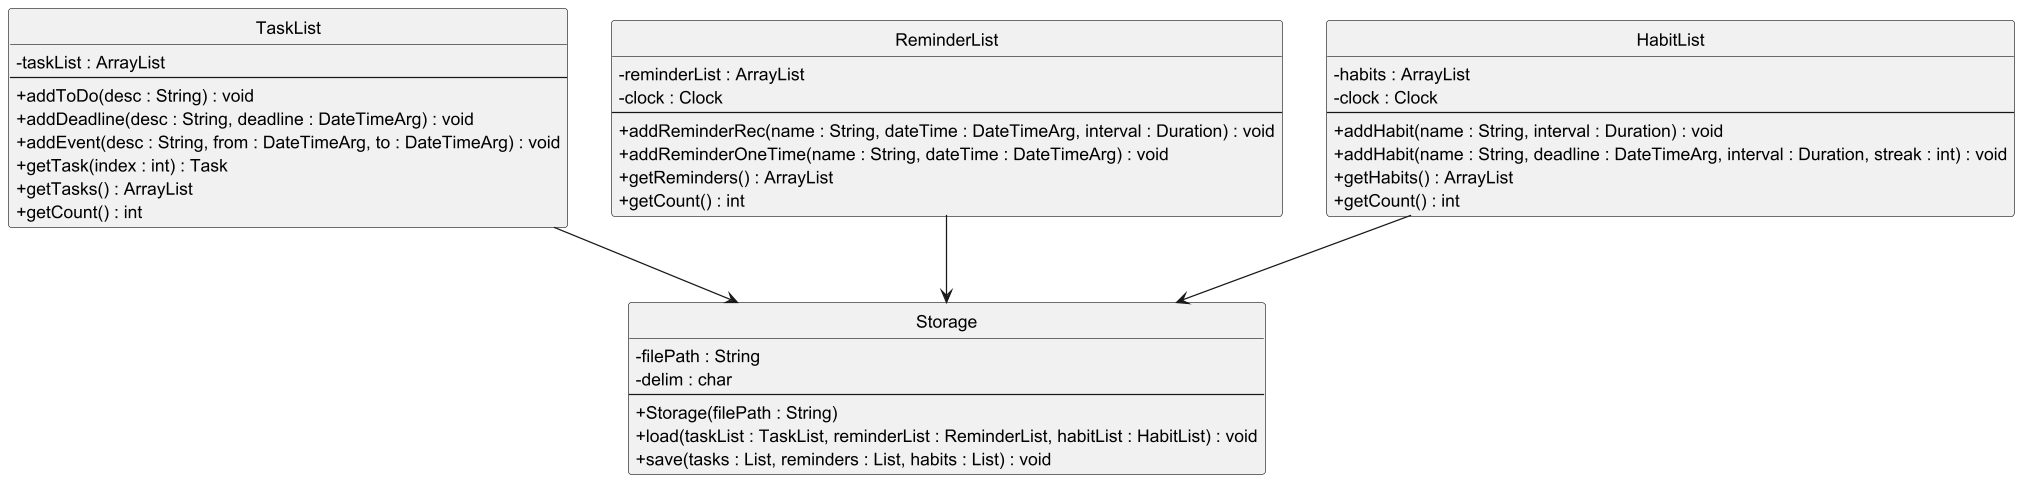 TaskList
-taskList : ArrayList
+addToDo(desc : String) : void
+addDeadline(desc : String, deadline : DateTimeArg) : void
+addEvent(desc : String, from : DateTimeArg, to : DateTimeArg) : void
+getTask(index : int) : Task
+getTasks() : ArrayList
+getCount() : int
ReminderList
-reminderList : ArrayList
-clock : Clock
+addReminderRec(name : String, dateTime : DateTimeArg, interval : Duration) : void
+addReminderOneTime(name : String, dateTime : DateTimeArg) : void
+getReminders() : ArrayList
+getCount() : int
HabitList
-habits : ArrayList
-clock : Clock
+addHabit(name : String, interval : Duration) : void
+addHabit(name : String, deadline : DateTimeArg, interval : Duration, streak : int) : void
+getHabits() : ArrayList
+getCount() : int
Storage
-filePath : String
-delim : char
+Storage(filePath : String)
+load(taskList : TaskList, reminderList : ReminderList, habitList : HabitList) : void
+save(tasks : List, reminders : List, habits : List) : void